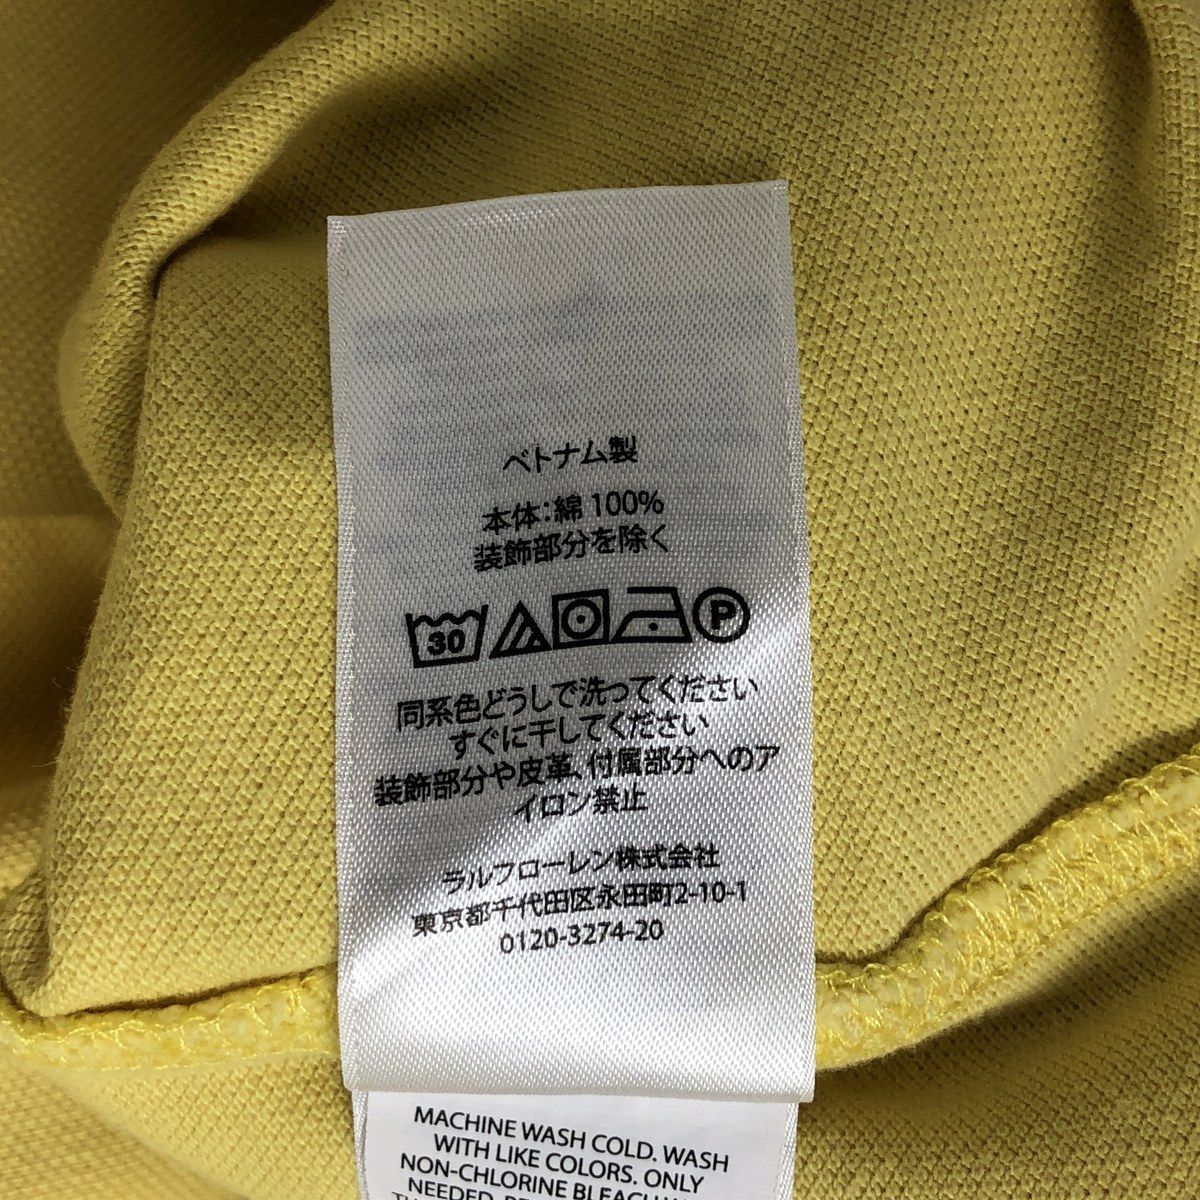 ベトナム製
本体:綿 100%
装飾部分を除く
30 P
同系色どうしで洗ってください
すぐに干してください
装飾部分や皮革、付属部分へのア
イロン禁止
ラルフローレン株式会社
東京都千代田区永田町2-10-1
0120-3274-20
MACHINE WASH COLD. WASH
WITH LIKE COLORS. ONLY
NON-CHLORINE BLEACH
NEEDED.